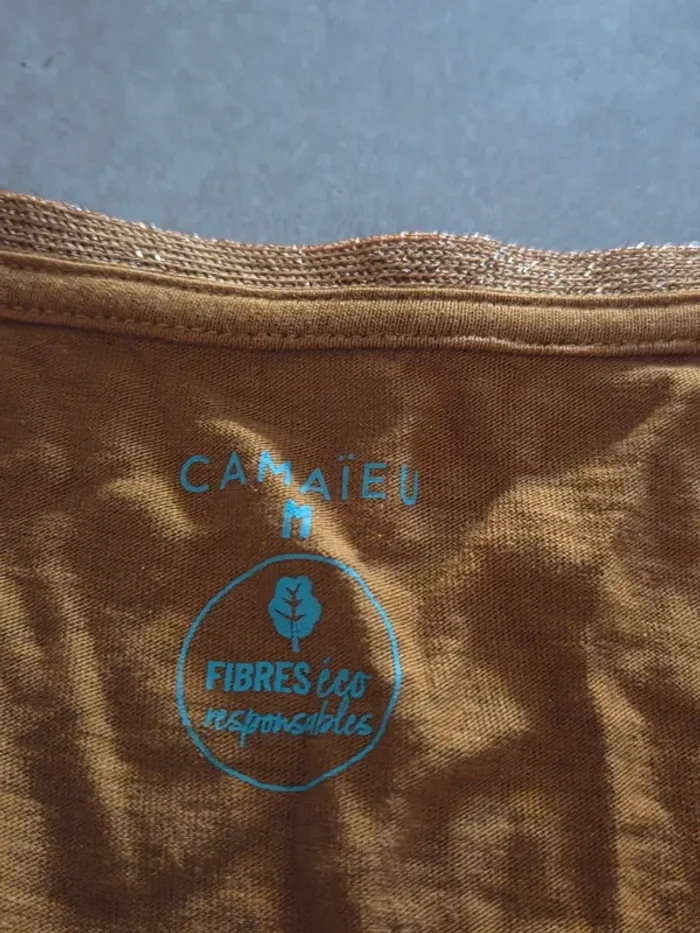 CAMAÏEU
M
FIBRES éco
responsables